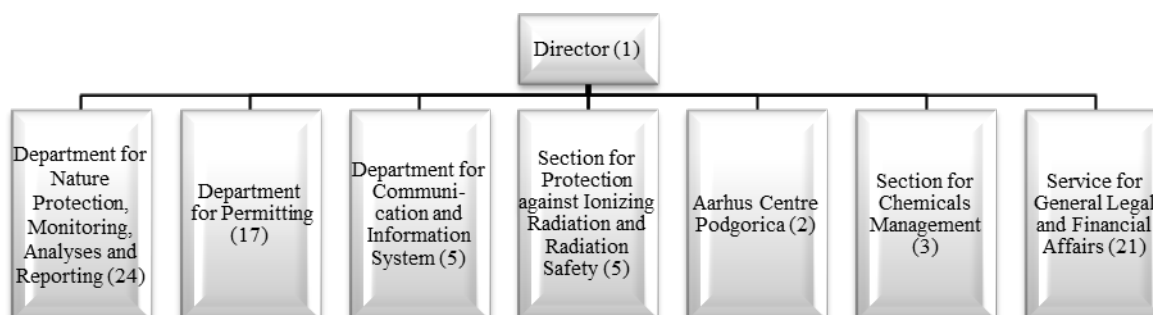 Director (1)
Department for
Nature
Protection,
Monitoring,
Analyses and
Reporting (24)
Department
for Permitting
(17)
Department for
Communi-
cation and
Information
System (5)
Section for
Protection
against Ionizing
Radiation and
Radiation
Safety (5)
Aarhus Centre
Podgorica (2)
Section for
Chemicals
Management
(3)
Service for
General Legal
and Financial
Affairs (21)